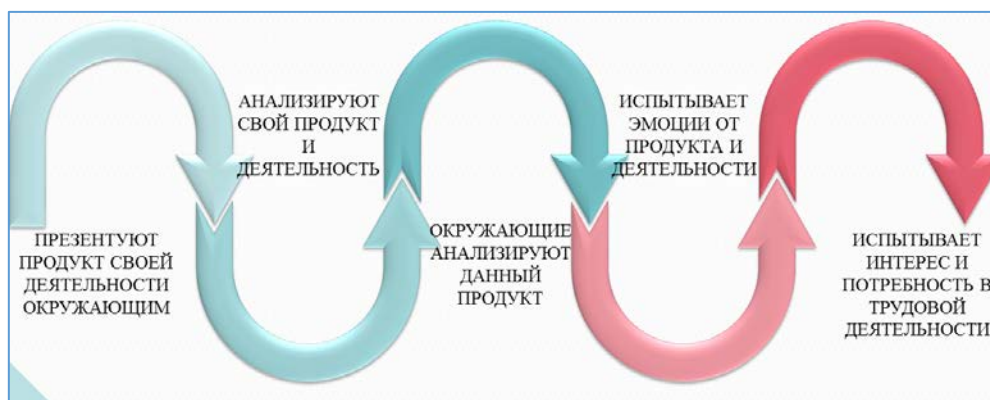 ПРЕЗЕНТУЮТ
ПРОДУКТ СВОЕЙ
ДЕЯТЕЛЬНОСТИ
ОКРУЖАЮЩИМ
АНАЛИЗИРУЮТ
СВОЙ ПРОДУКТ
И
ДЕЯТЕЛЬНОСТЬ
ОКРУЖАЮЩИЕ
АНАЛИЗИРУЮТ
ДАННЫЙ
ПРОДУКТ
ИСПЫТЫВАЕТ
ЭМОЦИИ ОТ
ПРОДУКТА И
ДЕЯТЕЛЬНОСТИ
ИСПЫТЫВАЕТ
ИНТЕРЕС И
ПОТРЕБНОСТЬ В
ТРУДОВОЙ
ДЕЯТЕЛЬНОСТИ